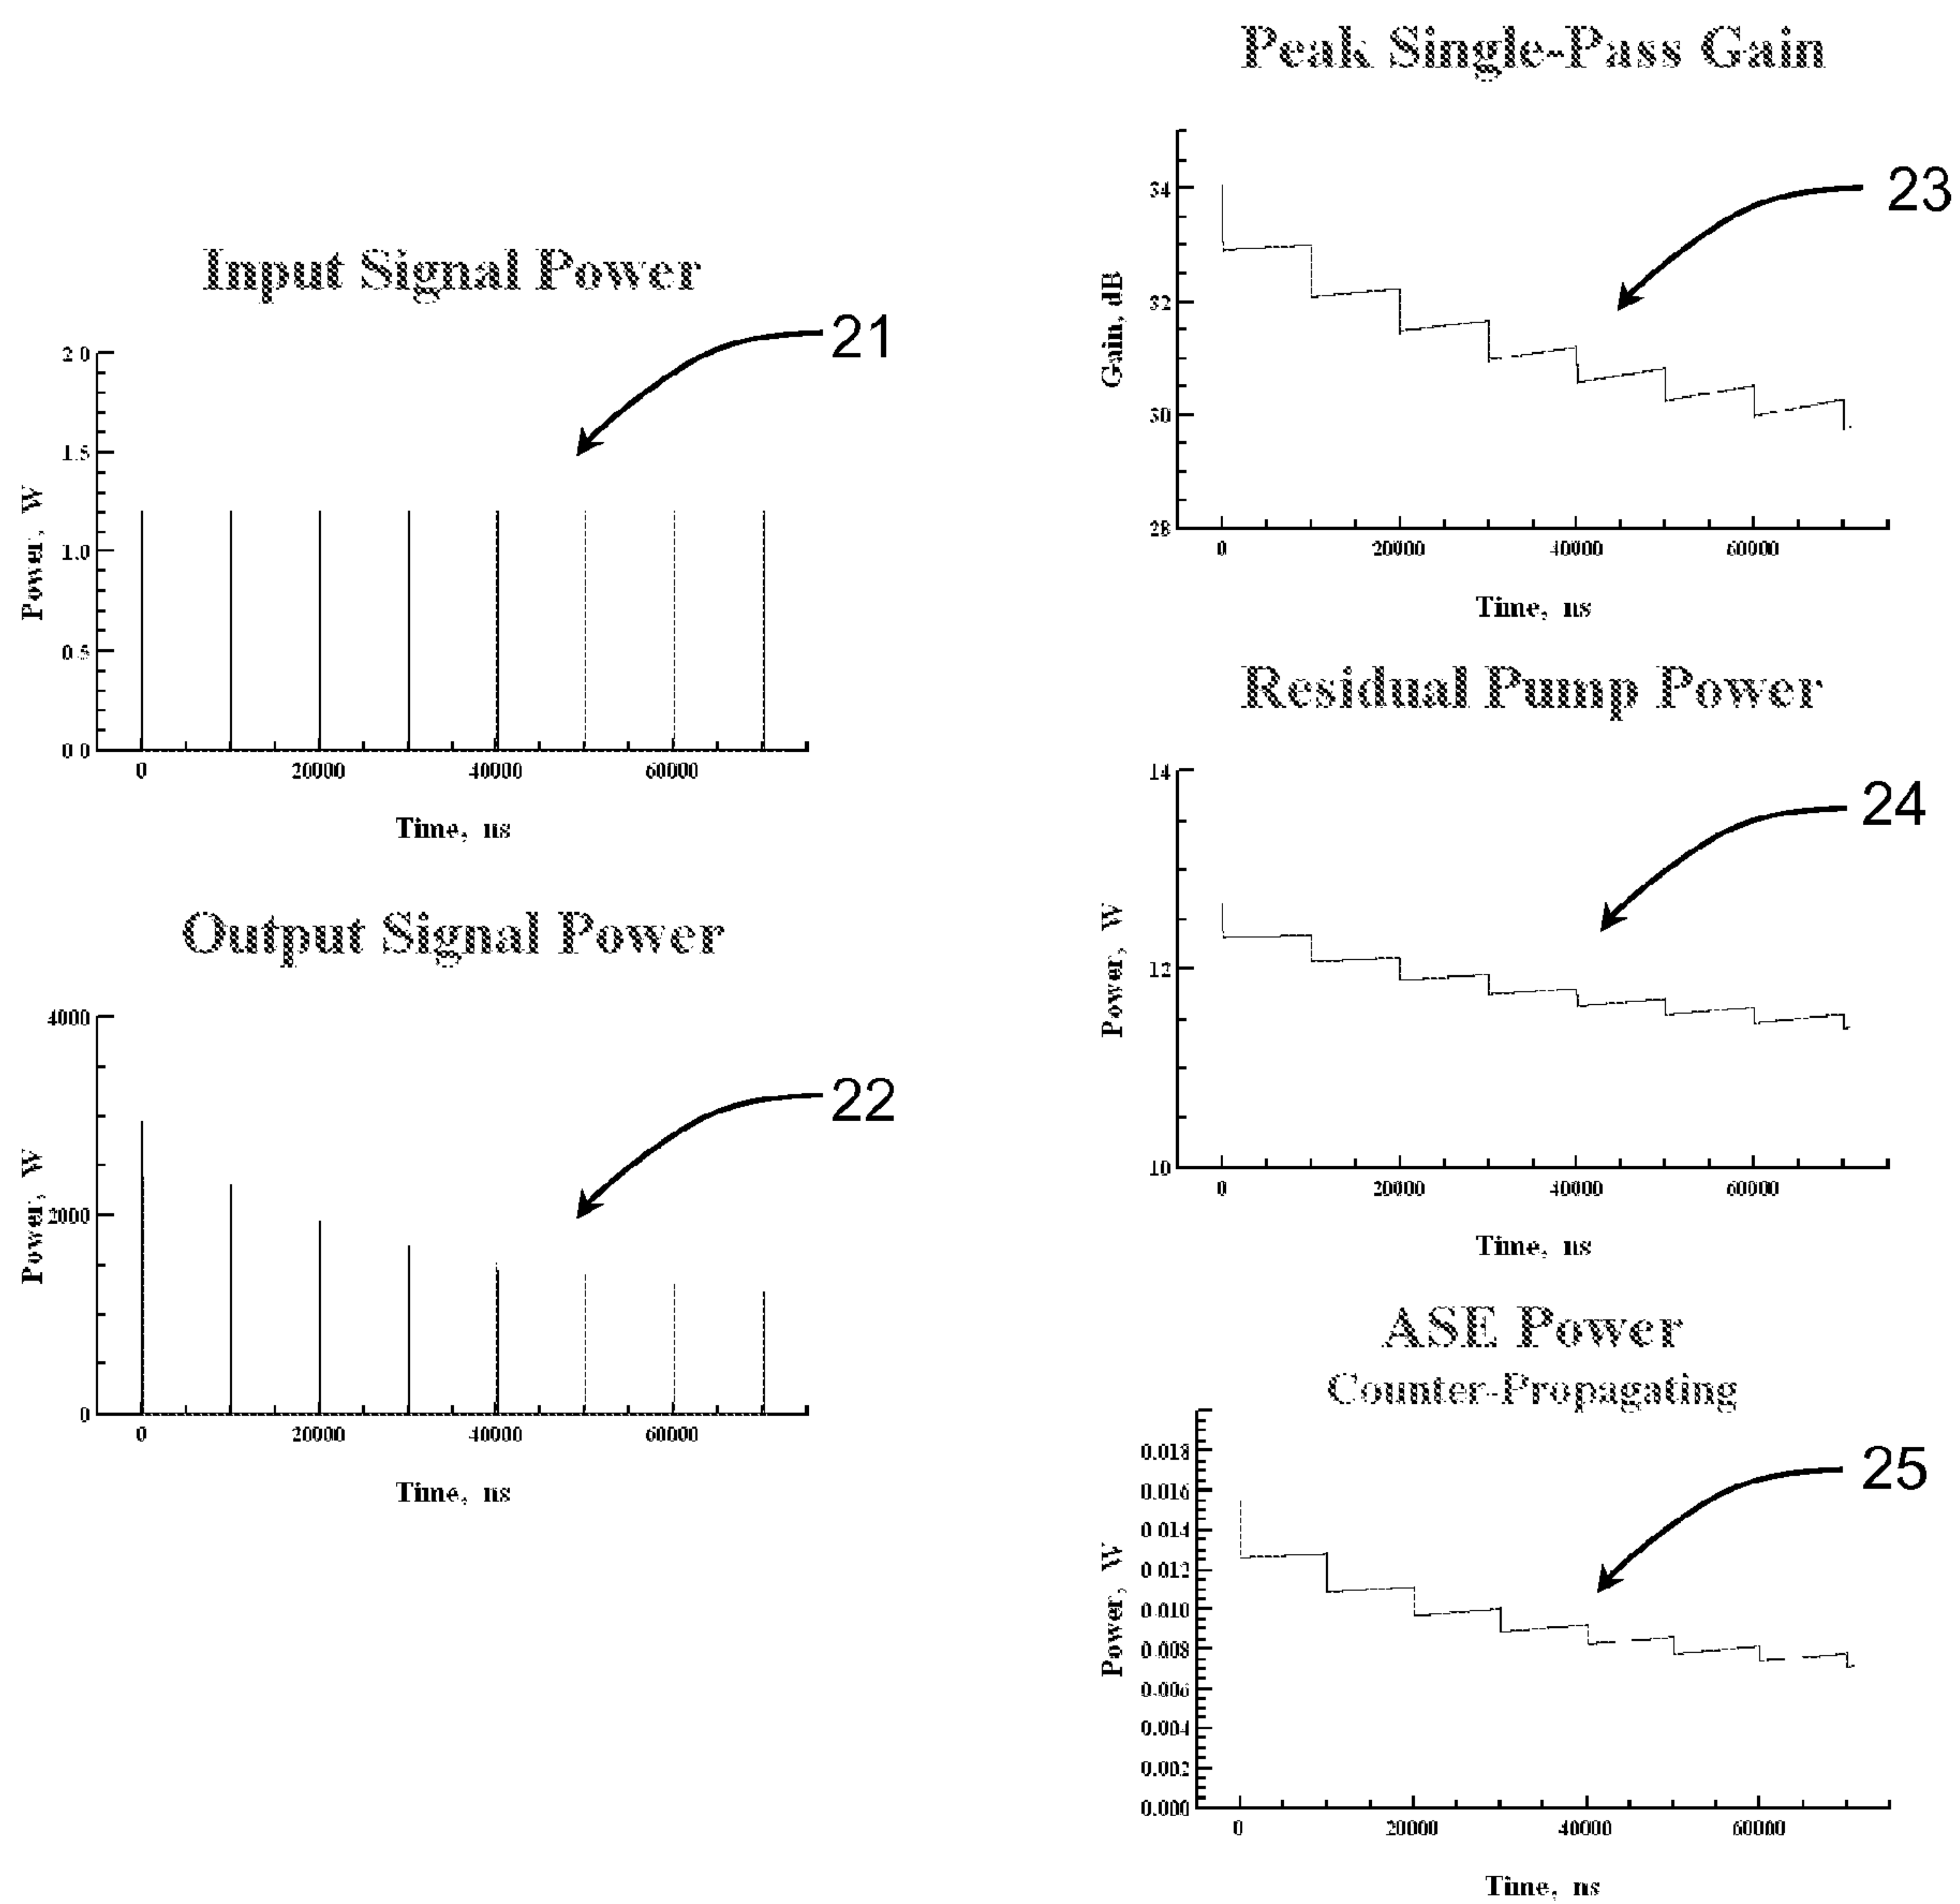 Input Signal Power
21
2.0
1.5
1.0
0.5
0.0
Power, W
0 20000 40000 60000
Time, ns
Output Signal Power
22
4000
2000
0
Power, W
0 20000 40000 60000
Time, ns
Peak Single-Pass Gain
23
34
32
30
28
Gain, dB
0 20000 40000 60000
Time, ns
Residual Pump Power
24
14
12
10
Power, W
0 20000 40000 60000
Time, ns
ASE Power
Counter-Propagating
25
0.018
0.016
0.014
0.012
0.010
0.008
0.006
0.004
0.002
0.000
Power, W
0 20000 40000 60000
Time, ns